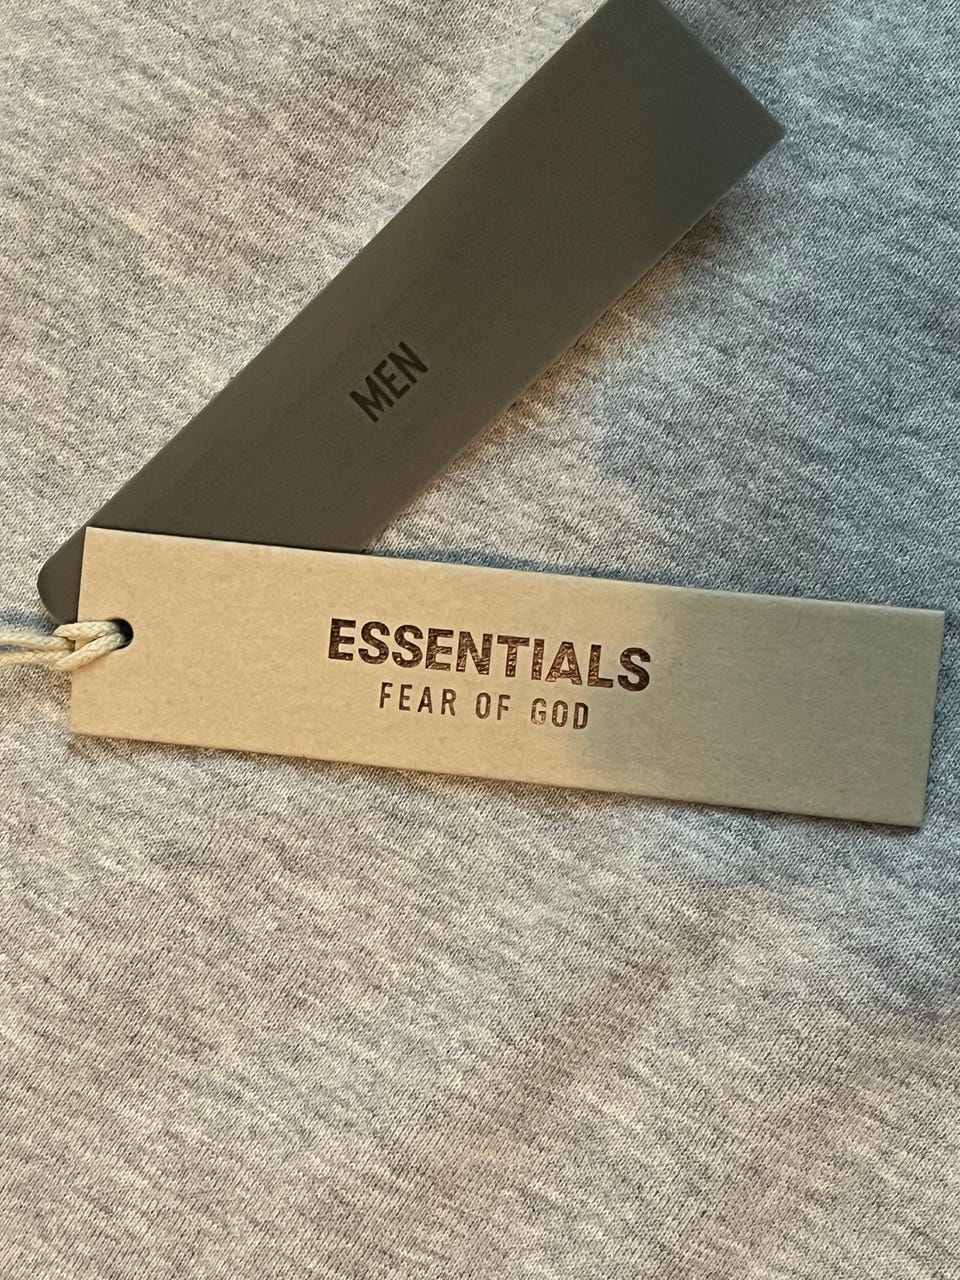 MEN
ESSENTIALS
FEAR OF GOD